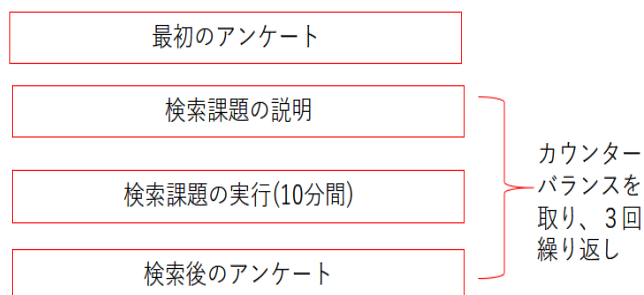 最初のアンケート
検索課題の説明
検索課題の実行(10分間)
検索後のアンケート
カウンター
バランスを
取り、３回
繰り返し